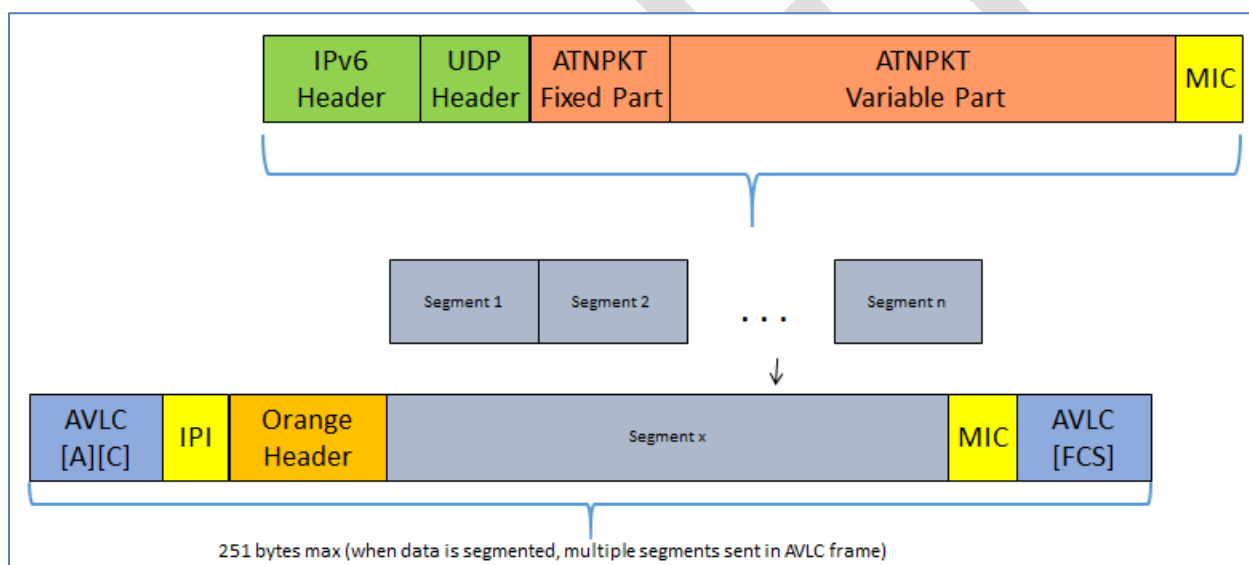 IPv6
Header
UDP
Header
ATNPKT
Fixed Part
ATNPKT
Variable Part
MIC
Segment 1
Segment 2
. . .
Segment n
AVLC
[A][C]
IPI
Orange
Header
Segment x
MIC
AVLC
[FCS]
251 bytes max (when data is segmented, multiple segments sent in AVLC frame)